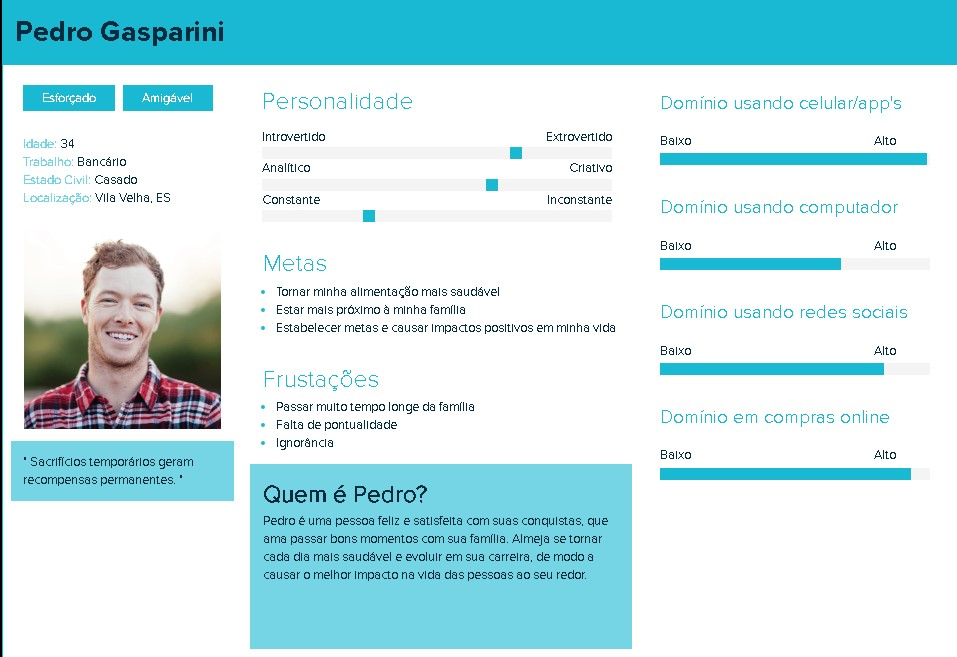 Pedro Gasparini
Esforçado
Amigável
Idade: 34
Trabalho: Bancário
Estado Civil: Casado
Localização: Vila Velha, ES
" Sacrifícios temporários geram
recompensas permanentes. "
Personalidade
Introvertido Extrovertido
Analítico Criativo
Constante Inconstante
Metas
• Tornar minha alimentação mais saudável
• Estar mais próximo à minha família
• Estabelecer metas e causar impactos positivos em minha vida
Frustações
• Passar muito tempo longe da família
• Falta de pontualidade
• Ignorância
Quem é Pedro?
Pedro é uma pessoa feliz e satisfeita com suas conquistas, que
ama passar bons momentos com sua família. Almeja se tornar
cada dia mais saudável e evoluir em sua carreira, de modo a
causar o melhor impacto na vida das pessoas ao seu redor.
Domínio usando celular/app's
Baixo Alto
Domínio usando computador
Baixo Alto
Domínio usando redes sociais
Baixo Alto
Domínio em compras online
Baixo Alto